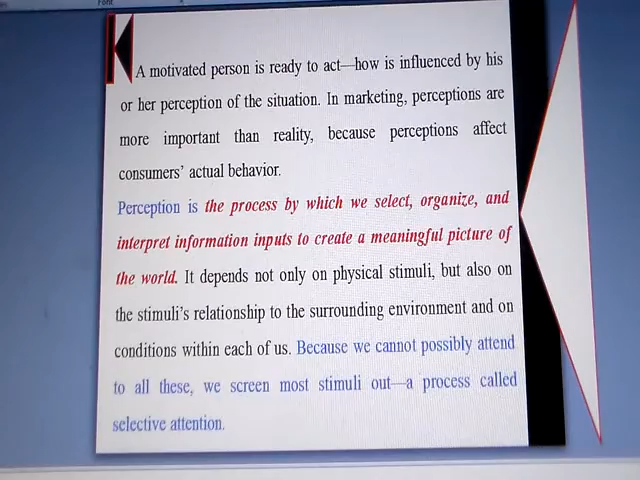 Font
A motivated person is ready to act—how is influenced by his
or her perception of the situation. In marketing, perceptions are
more important than reality, because perceptions affect
consumers' actual behavior.
Perception is the process by which we select, organize, and
interpret information inputs to create a meaningful picture of
the world. It depends not only on physical stimuli, but also on
the stimuli's relationship to the surrounding environment and on
conditions within each of us. Because we cannot possibly attend
to all these, we screen most stimuli out—a process called
selective attention.